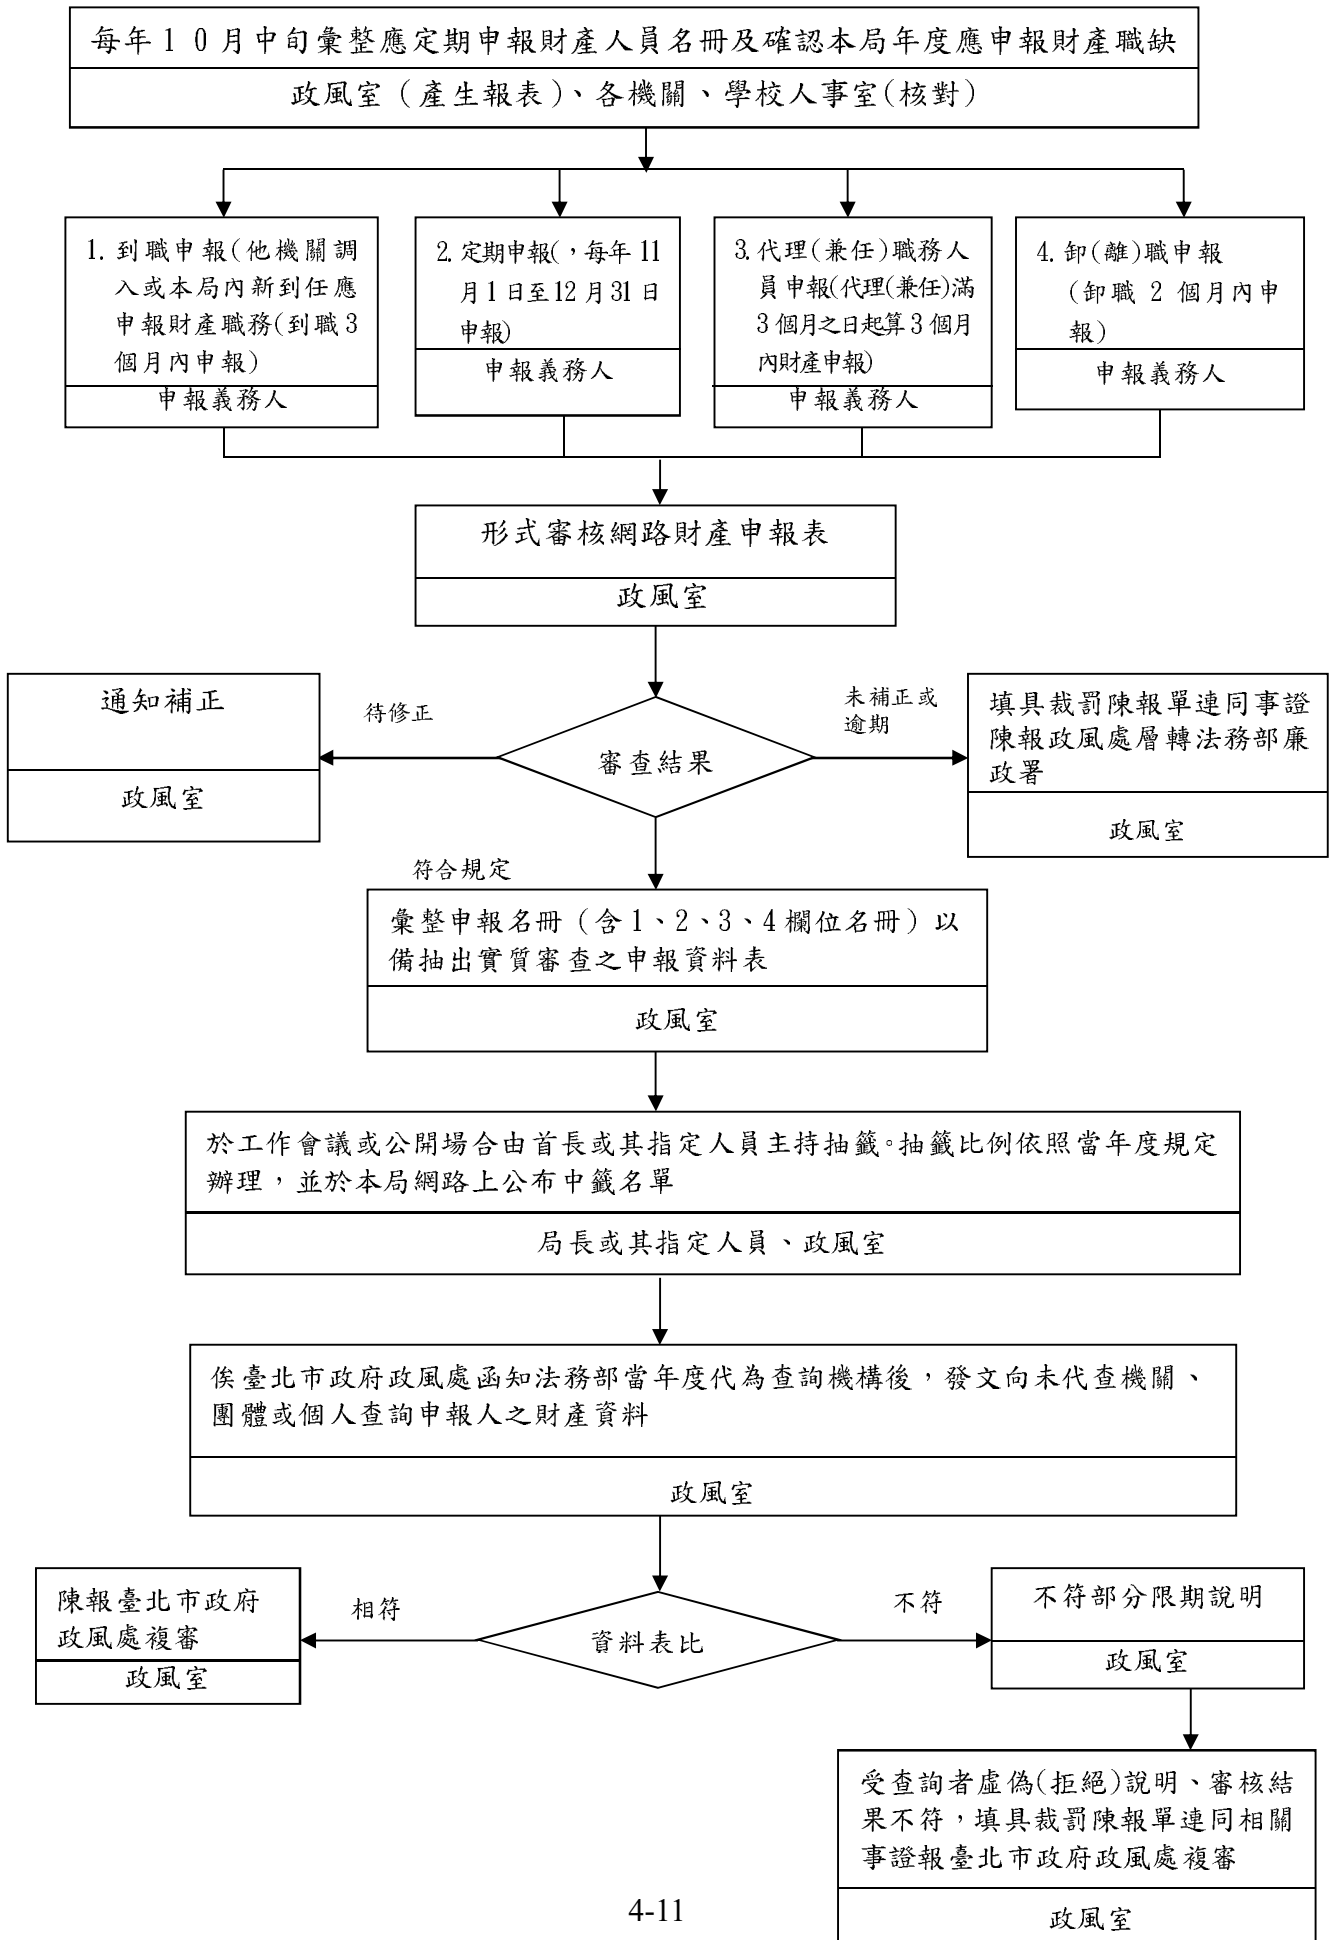 每年10月中旬彙整應定期申報財產人員名冊及確認本局年度應申報財產職缺
政風室（產生報表）、各機關、學校人事室(核對)
1. 到職申報(他機關調
入或本局內新到任應
申報財產職務(到職3
個月內申報)
申報義務人
2. 定期申報(，每年11
月1日至12月31日
申報)
申報義務人
3. 代理(兼任)職務人
員申報(代理(兼任)滿
3個月之日起算3個月
內財產申報)
申報義務人
4. 卸(離)職申報
(卸職 2 個月內申
報)
申報義務人
形式審核網路財產申報表
政風室
通知補正
政風室
待修正
審查結果
未補正或
逾期
填具裁罰陳報單連同事證
陳報政風處層轉法務部廉
政署
政風室
符合規定
彙整申報名冊（含1、2、3、4欄位名冊）以
備抽出實質審查之申報資料表
政風室
於工作會議或公開場合由首長或其指定人員主持抽籤。抽籤比例依照當年度規定
辦理，並於本局網路上公布中籤名單
局長或其指定人員、政風室
俟臺北市政府政風處函知法務部當年度代為查詢機構後，發文向未代查機關、
團體或個人查詢申報人之財產資料
政風室
陳報臺北市政府
政風處複審
政風室
相符
資料表比
不符
不符部分限期說明
政風室
受查詢者虛偽(拒絕)說明、審核結
果不符，填具裁罰陳報單連同相關
事證報臺北市政府政風處複審
政風室
4-11